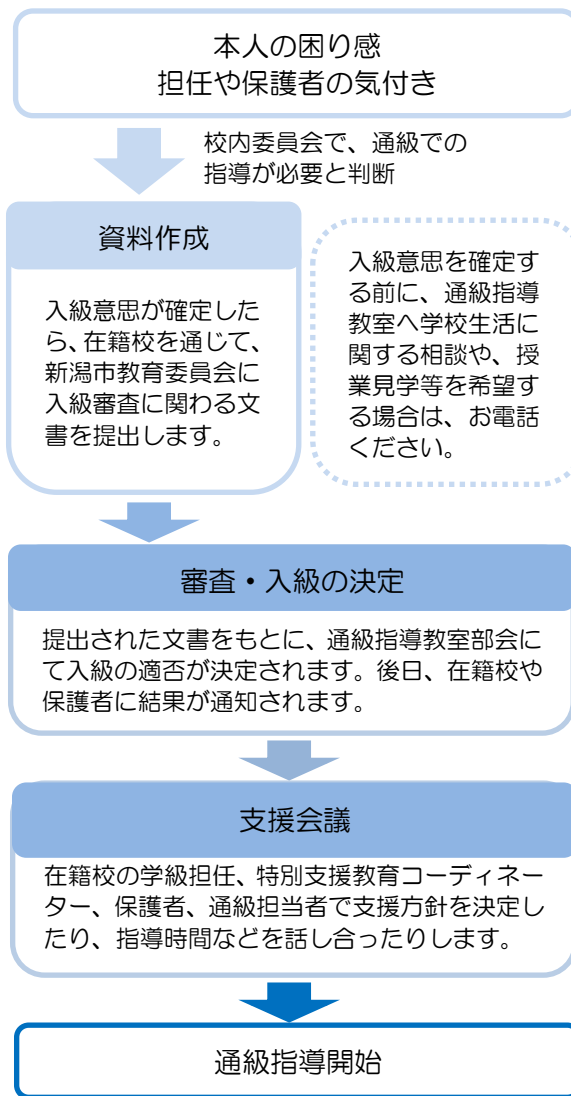 本人の困り感
担任や保護者の気付き
校内委員会で、通級での
指導が必要と判断
資料作成
入級意思が確定した
ら、在籍校を通じて、
新潟市教育委員会に
入級審査に関わる文
書を提出します。
入級意思を確定す
る前に、通級指導
教室へ学校生活に
関する相談や、授
業見学等を希望す
る場合は、お電話
ください。
審査・入級の決定
提出された文書をもとに、通級指導教室部会に
て入級の適否が決定されます。後日、在籍校や
保護者に結果が通知されます。
支援会議
在籍校の学級担任、特別支援教育コーディネー
ター、保護者、通級担当者で支援方針を決定し
たり、指導時間などを話し合ったりします。
通級指導開始